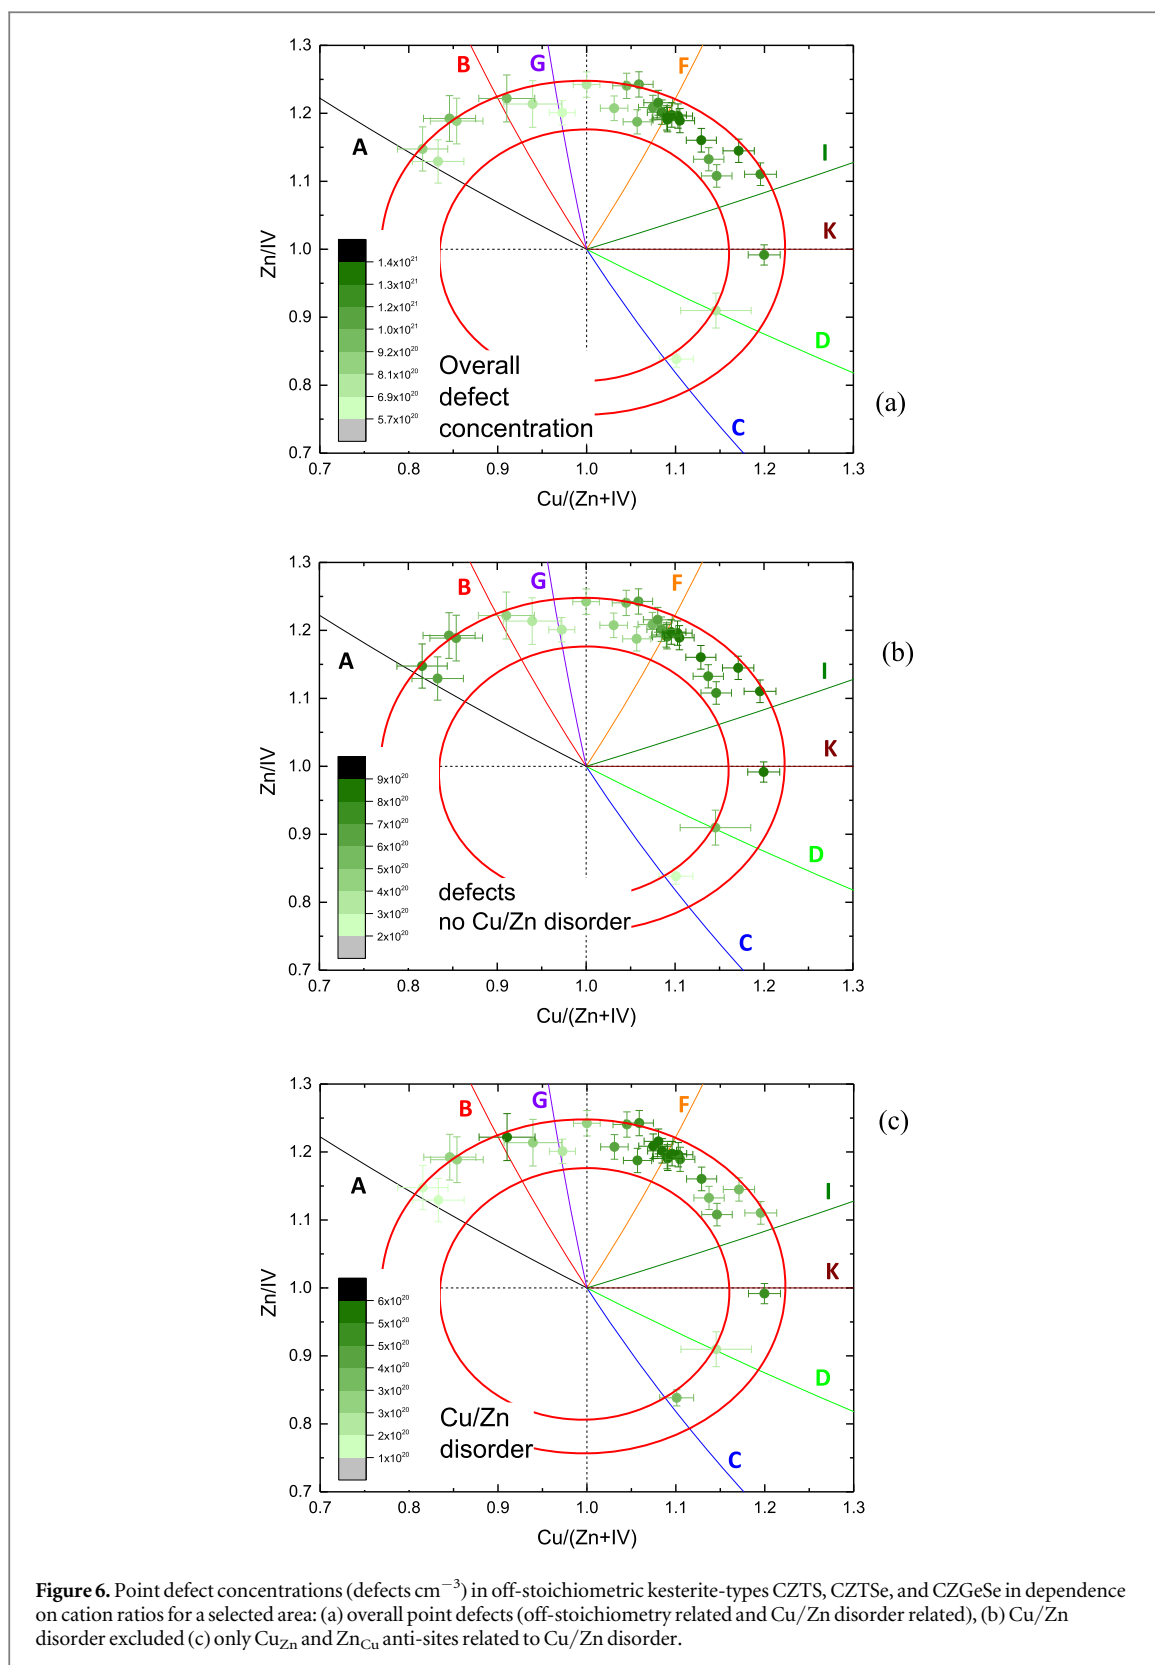 1.3
1.2
1.1
1.0
0.9
0.8
0.7
Zn/IV
A
B
G
F
I
K
D
C
1.4x10²¹
1.3x10²¹
1.2x10²¹
1.0x10²¹
9.2x10²⁰
8.1x10²⁰
6.9x10²⁰
5.7x10²⁰
Overall
defect
concentration
0.7 0.8 0.9 1.0 1.1 1.2 1.3
Cu/(Zn+IV)
(a)
1.3
1.2
1.1
1.0
0.9
0.8
0.7
Zn/IV
A
B
G
F
I
K
D
C
9x10²⁰
8x10²⁰
7x10²⁰
6x10²⁰
5x10²⁰
4x10²⁰
3x10²⁰
2x10²⁰
defects
no Cu/Zn disorder
0.7 0.8 0.9 1.0 1.1 1.2 1.3
Cu/(Zn+IV)
(b)
1.3
1.2
1.1
1.0
0.9
0.8
0.7
Zn/IV
A
B
G
F
I
K
D
C
6x10²⁰
5x10²⁰
5x10²⁰
4x10²⁰
3x10²⁰
3x10²⁰
2x10²⁰
1x10²⁰
Cu/Zn
disorder
0.7 0.8 0.9 1.0 1.1 1.2 1.3
Cu/(Zn+IV)
(c)
Figure 6. Point defect concentrations (defects cm⁻³) in off-stoichiometric kesterite-types CZTS, CZTSe, and CZGeSe in dependence
on cation ratios for a selected area: (a) overall point defects (off-stoichiometry related and Cu/Zn disorder related), (b) Cu/Zn
disorder excluded (c) only Cu_Zn and Zn_Cu anti-sites related to Cu/Zn disorder.